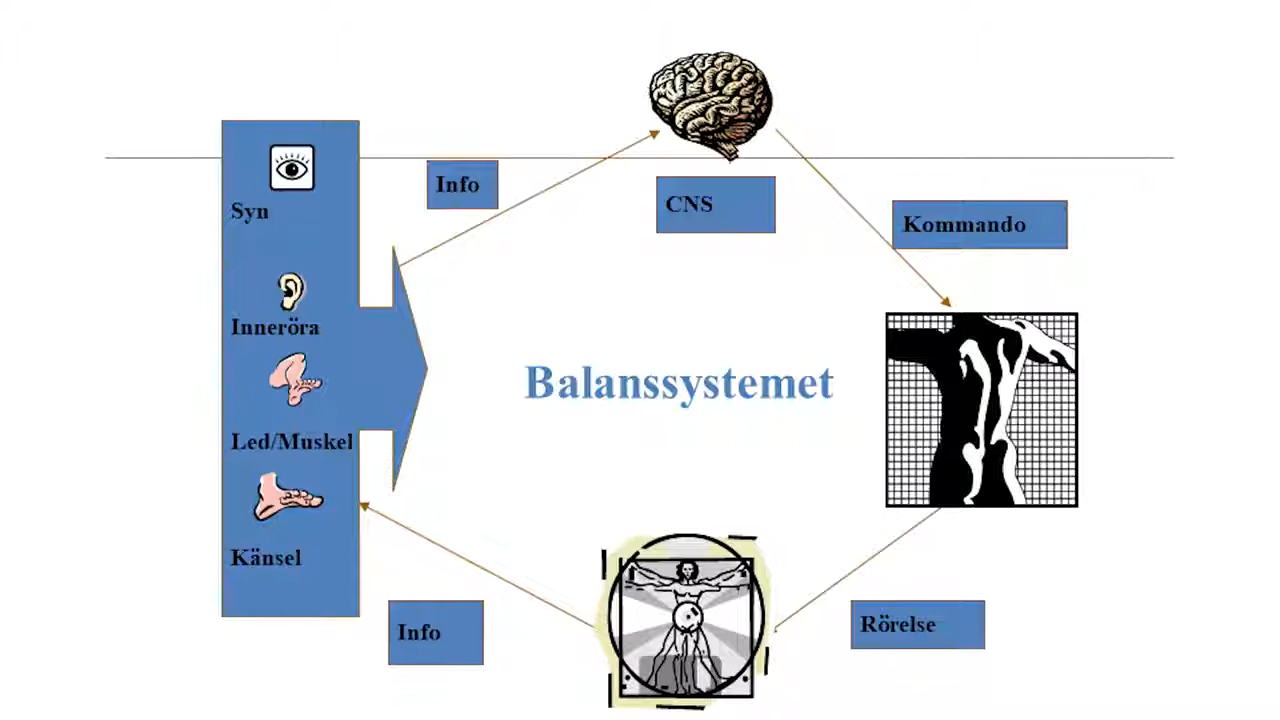 Syn
Inneröra
Led/Muskel
Känsel
Info
CNS
Kommando
Balanssystemet
Info
Rörelse